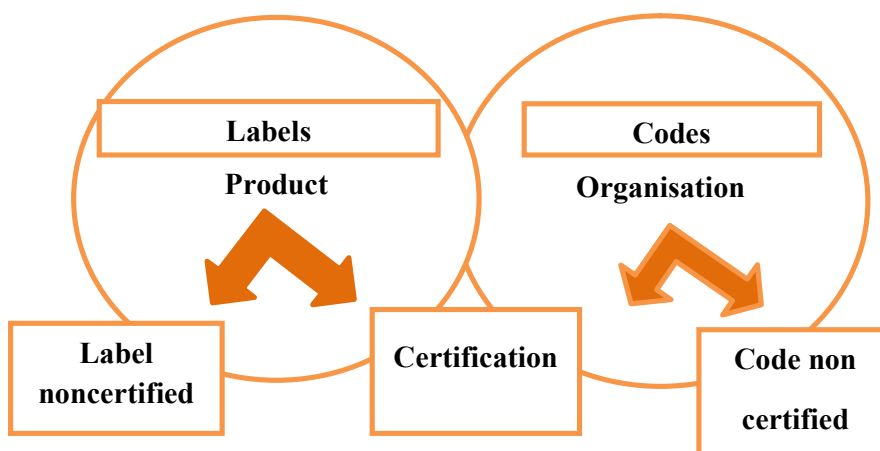 Labels
Codes
Product
Organisation
Label
noncertified
Certification
Code non
certified